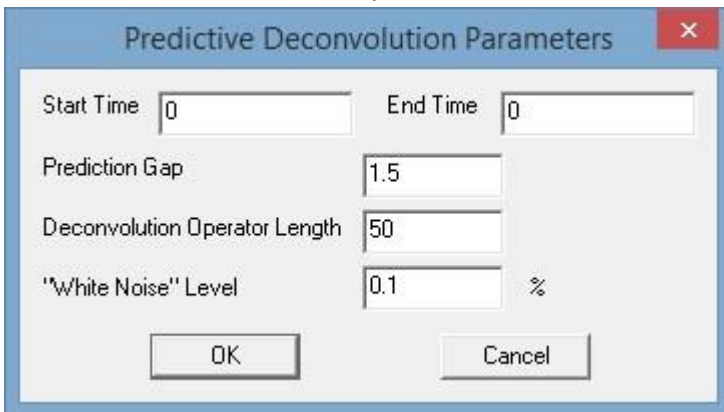 Predictive Deconvolution Parameters
Start Time 0 End Time 0
Prediction Gap 1.5
Deconvolution Operator Length 50
"White Noise" Level 0.1 %
OK Cancel